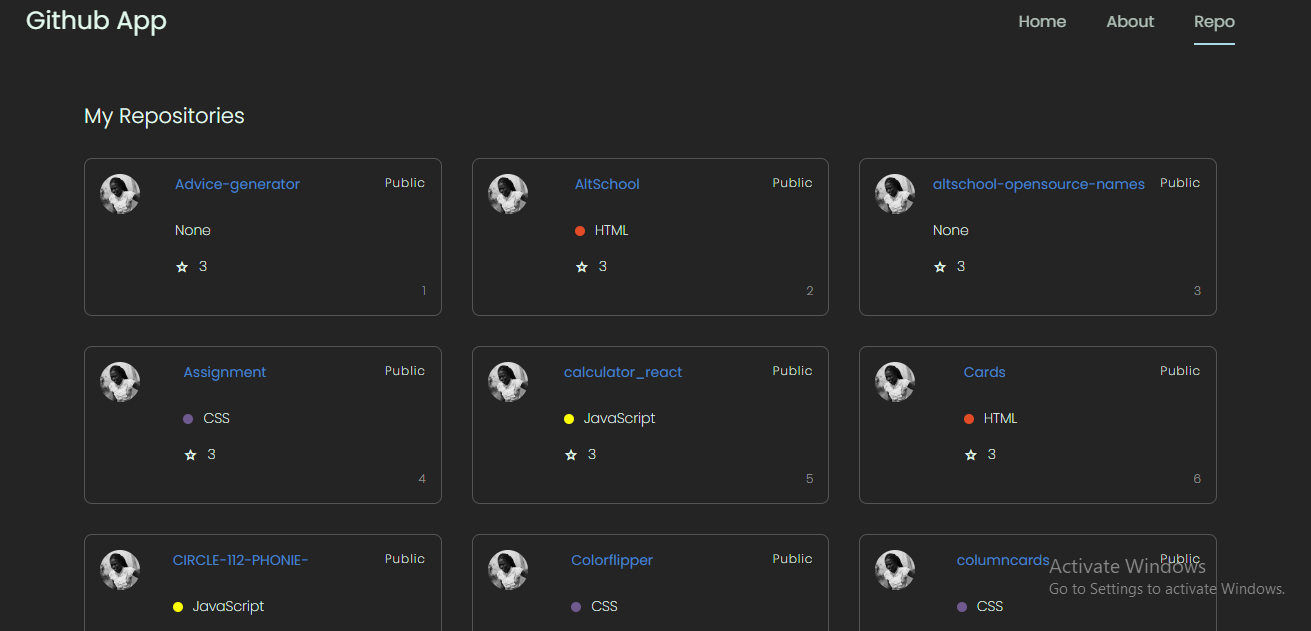 Github App Home About Repo
My Repositories
Advice-generator Public
None
3
1
AltSchool Public
HTML
3
2
altschool-opensource-names Public
None
3
3
Assignment Public
CSS
3
4
calculator_react Public
JavaScript
3
5
Cards Public
HTML
3
6
CIRCLE-112-PHONIE- Public
JavaScript
Colorflipper Public
CSS
columncards Public
CSS
Activate Windows
Go to Settings to activate Windows.